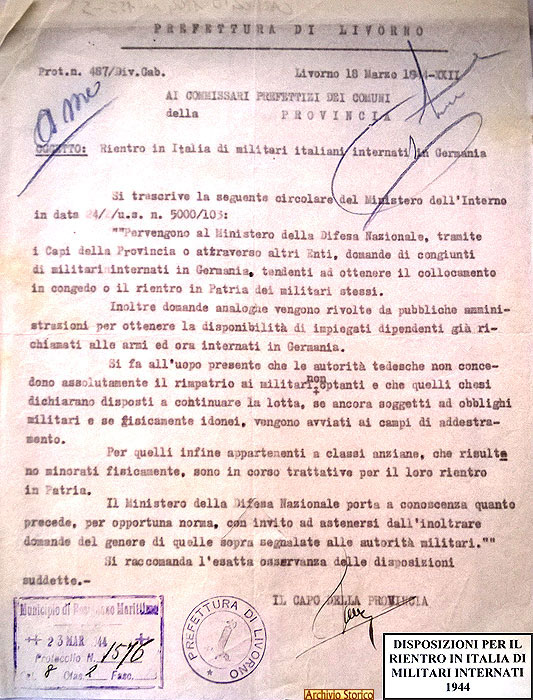 PREFETTURA DI LIVORNO
Prot.n. 487/Div.Gab. Livorno 18 Marzo 1944-XXII
AI COMMISSARI PREFETTIZI DEI COMUNI
della PROVINCIA
OGGETTO: Rientro in Italia di militari italiani internati in Germania
Si trascrive la seguente circolare del Ministero dell'Interno
in data 24/2/u.s. n. 5000/103:
""Pervengono al Ministero della Difesa Nazionale, tramite
i Capi della Provincia o attraverso altri Enti, domande di congiunti
di militari internati in Germania, tendenti ad ottenere il collocamento
in congedo o il rientro in Patria dei militari stessi.
Inoltre domande analoghe vengono rivolte da pubbliche ammini-
strazioni per ottenere la disponibilità di impiegati dipendenti già ri-
chiamati alle armi ed ora internati in Germania.
Si fa all'uopo presente che le autorità tedesche non conce-
dono assolutamente il rimpatrio ai militari non optanti e che quelli chesi
dichiarano disposti a continuare la lotta, se ancora soggetti ad obblighi
militari e se fisicamente idonei, vengono avviati ai campi di addestra-
mento.
Per quelli infine appartenenti a classi anziane, che risulta
no minorati fisicamente, sono in corso trattative per il loro rientro
in Patria.
Il Ministero della Difesa Nazionale porta a conoscenza quanto
precede, per opportuna norma, con invito ad astenersi dall'inoltrare
domande del genere di quelle sopra segnalate alle autorità militari.""
Si raccomanda l'esatta osservanza delle disposizioni
suddette.-
IL CAPO DELLA PROVINCIA
Municipio di Marittimo
23 MAR 944
Protocollo N. 1576
8 Clas. 2 Fasc.
PREFETTURA DI LIVORNO
DISPOSIZIONI PER IL
RIENTRO IN ITALIA DI
MILITARI INTERNATI
1944
Archivio Storico